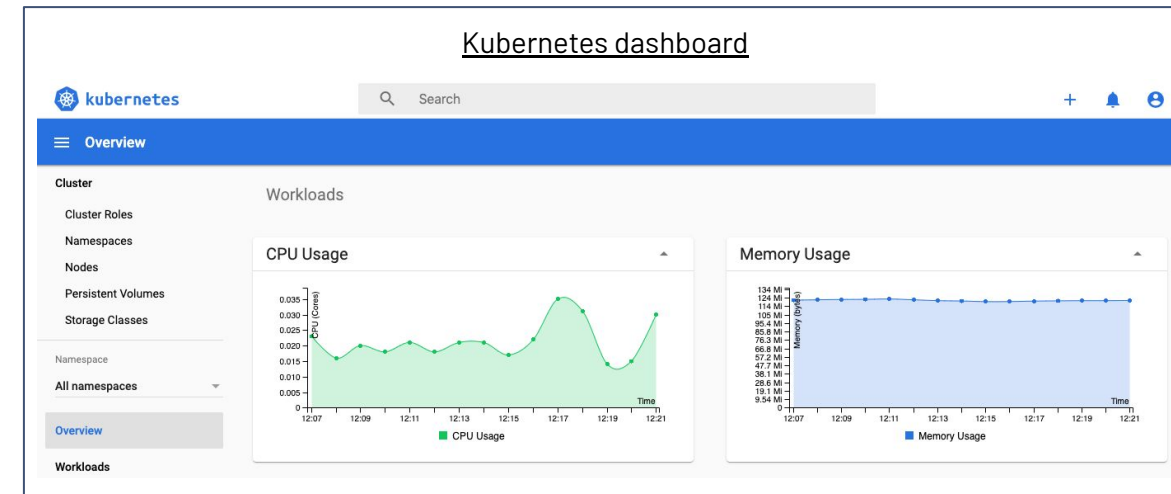 Kubernetes dashboard
kubernetes
Search
Overview
Cluster
Cluster Roles
Namespaces
Nodes
Persistent Volumes
Storage Classes
Namespace
All namespaces
Overview
Workloads
Workloads
CPU Usage
CPU (Cores)
0.035
0.030
0.025
0.020
0.015
0.010
0.005
0
Time
12:07 12:09 12:11 12:13 12:15 12:17 12:19 12:21
CPU Usage
Memory Usage
Memory (bytes)
134 Mi
124 Mi
114 Mi
105 Mi
95.4 Mi
85.8 Mi
76.3 Mi
66.8 Mi
57.2 Mi
47.7 Mi
38.1 Mi
28.6 Mi
19.1 Mi
9.54 Mi
0
Time
12:07 12:09 12:11 12:13 12:15 12:17 12:19 12:21
Memory Usage